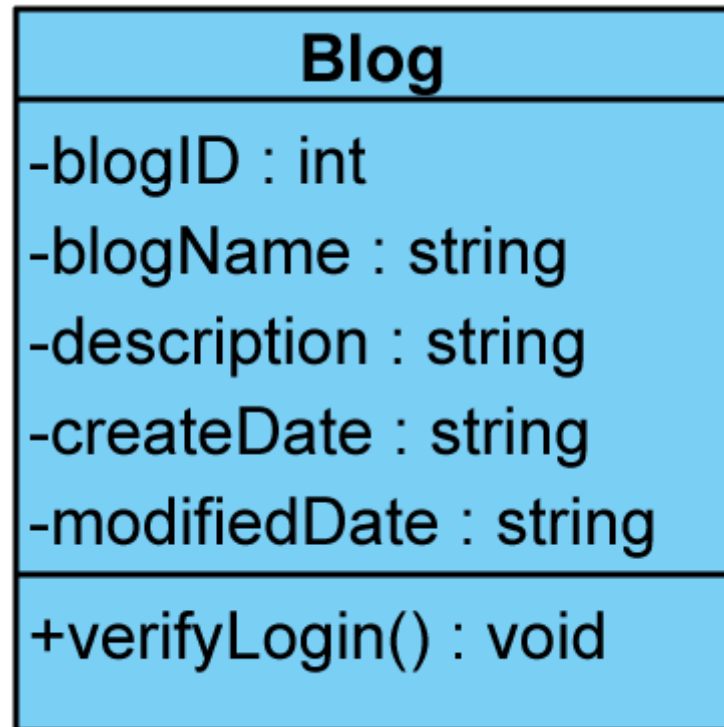 Blog
-blogID : int
-blogName : string
-description : string
-createDate : string
-modifiedDate : string
+verifyLogin() : void